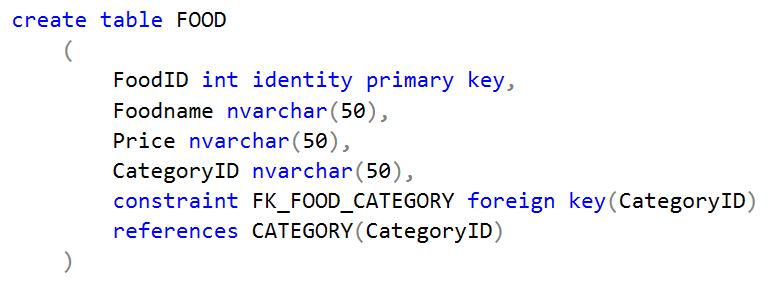 create table FOOD
(
FoodID int identity primary key,
Foodname nvarchar(50),
Price nvarchar(50),
CategoryID nvarchar(50),
constraint FK_FOOD_CATEGORY foreign key(CategoryID)
references CATEGORY(CategoryID)
)